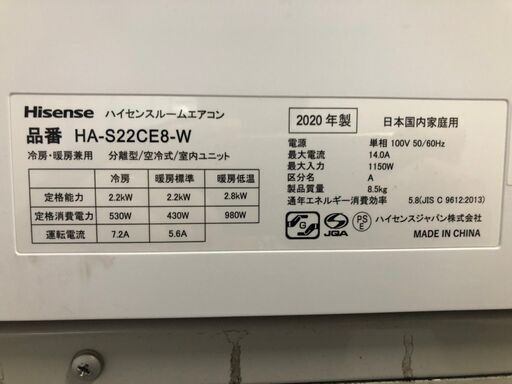 Hisense ハイセンスルームエアコン
品番 HA-S22CE8-W
冷房・暖房兼用 分離型/空冷式/室内ユニット
冷房 暖房標準 暖房低温
定格能力 2.2kW 2.2kW 2.8kW
定格消費電力 530W 430W 980W
運転電流 7.2A 5.6A
2020年製 日本国内家庭用
電源 単相 100V 50/60Hz
最大電流 14.0A
最大入力 1150W
区分名 A
製品質量 8.5kg
通年エネルギー消費効率 5.8(JIS C 9612:2013)
G JQA PS E ハイセンスジャパン株式会社
MADE IN CHINA